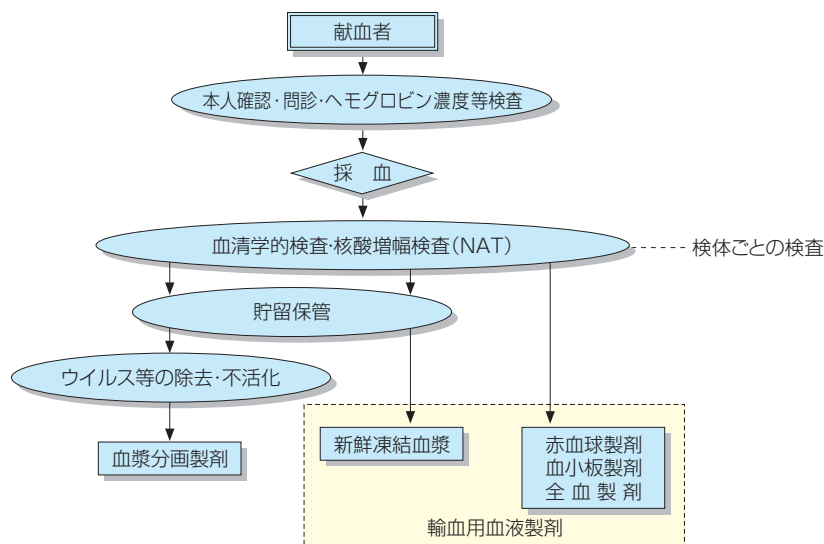 献血者
本人確認・問診・ヘモグロビン濃度等検査
採　血
血清学的検査・核酸増幅検査(NAT)
検体ごとの検査
貯留保管
ウイルス等の除去・不活化
血漿分画製剤
新鮮凍結血漿
赤血球製剤
血小板製剤
全 血 製 剤
輸血用血液製剤